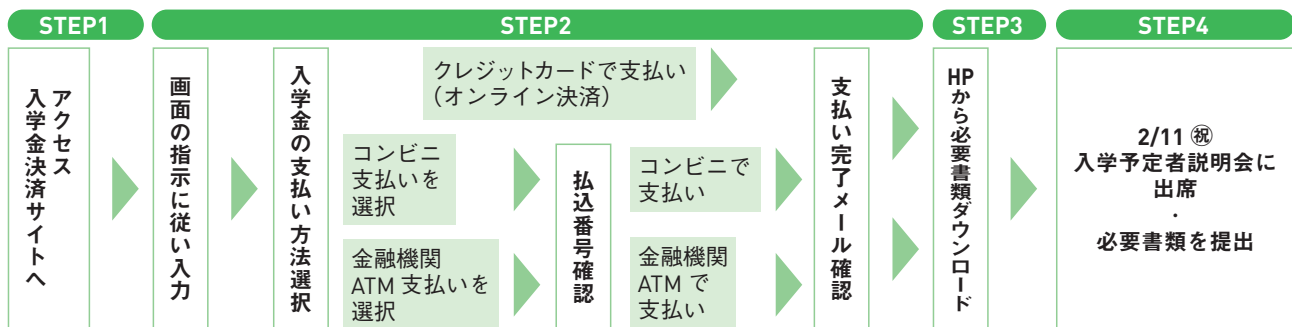 STEP1
入学金決済サイトへ
アクセス
STEP2
画面の指示に従い入力
入学金の支払い方法選択
クレジットカードで支払い
（オンライン決済）
コンビニ
支払いを
選択
金融機関
ATM 支払いを
選択
払込番号確認
コンビニで
支払い
金融機関
ATM で
支払い
支払い完了メール確認
STEP3
HPから必要書類ダウンロード
STEP4
2/11 ㊗
入学予定者説明会に
出席
・
必要書類を提出